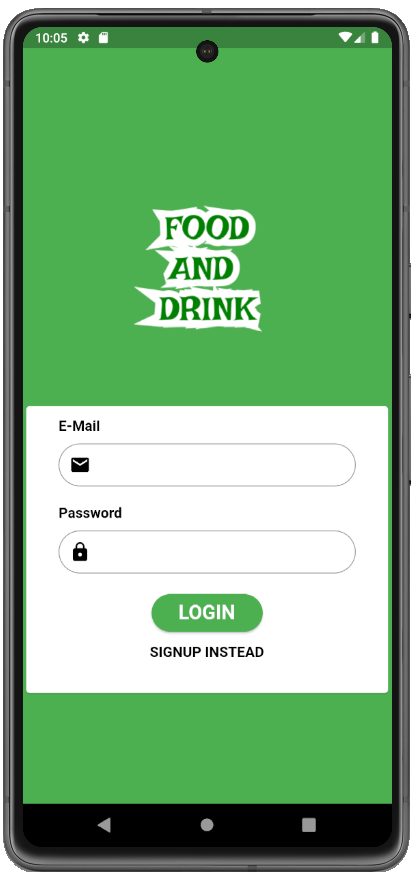 10:05
FOOD
AND
DRINK
E-Mail
Password
LOGIN
SIGNUP INSTEAD